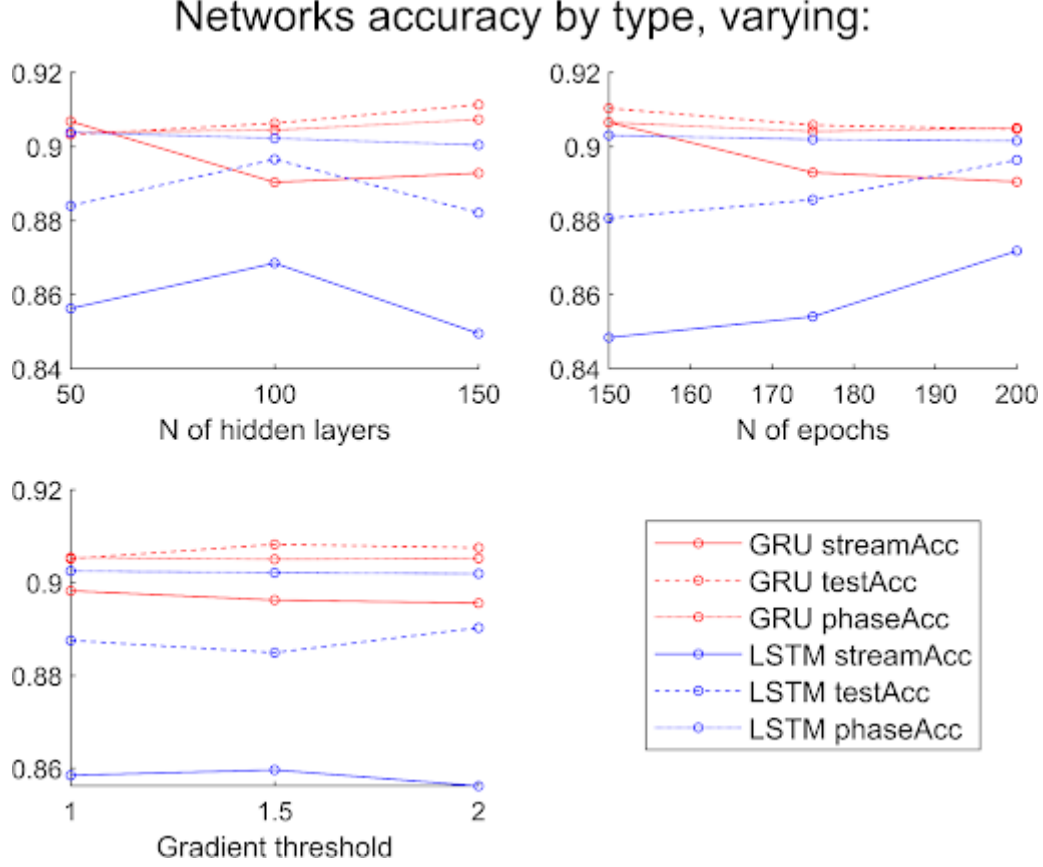 Networks accuracy by type, varying:
0.92
0.9
0.88
0.86
0.84
50 100 150
N of hidden layers
0.92
0.9
0.88
0.86
0.84
150 160 170 180 190 200
N of epochs
0.92
0.9
0.88
0.86
1 1.5 2
Gradient threshold
GRU streamAcc
GRU testAcc
GRU phaseAcc
LSTM streamAcc
LSTM testAcc
LSTM phaseAcc